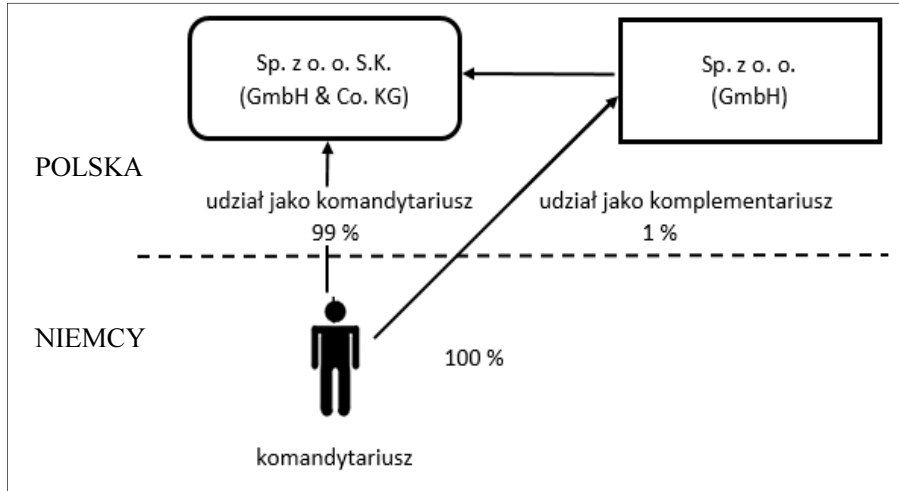 Sp. z o. o. S.K.
(GmbH & Co. KG)
Sp. z o. o.
(GmbH)
POLSKA
udział jako komandytariusz
99 %
udział jako komplementariusz
1 %
NIEMCY
100 %
komandytariusz